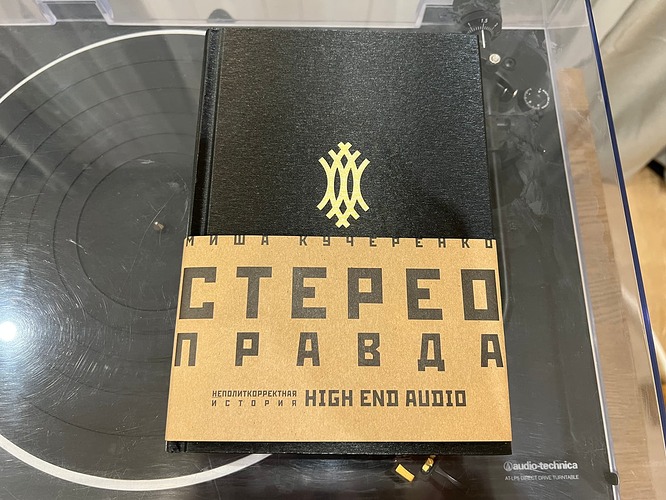 МИША КУЧЕРЕНКО
СТЕРЕО
ПРАВДА
НЕПОЛИТКОРРЕКТНАЯ
ИСТОРИЯ
HIGH END AUDIO
audio-technica
AT-LP5 DIRECT DRIVE TURNTABLE